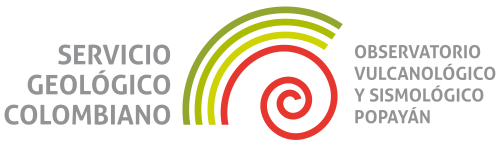 SERVICIO
GEOLÓGICO
COLOMBIANO
OBSERVATORIO
VULCANOLÓGICO
Y SISMOLÓGICO
POPAYÁN